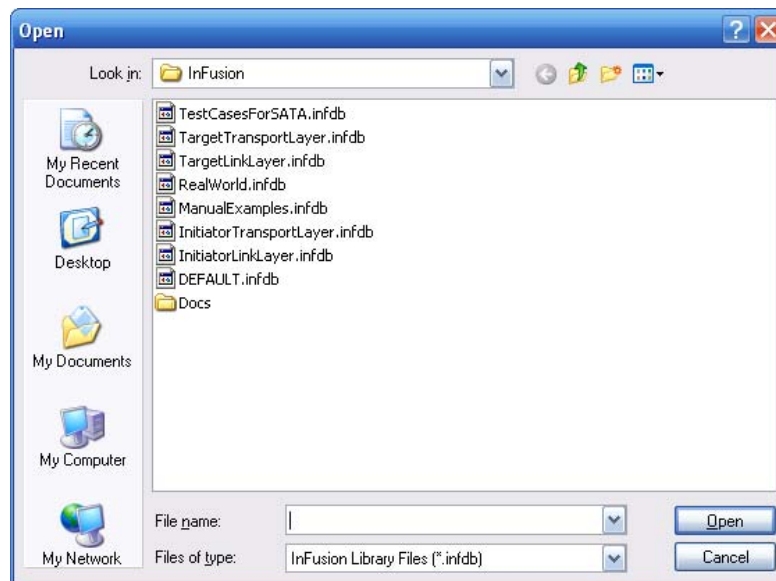 Open
Look in: InFusion
My Recent
Documents
Desktop
My Documents
My Computer
My Network
TestCasesForSATA.infdb
TargetTransportLayer.infdb
TargetLinkLayer.infdb
RealWorld.infdb
ManualExamples.infdb
InitiatorTransportLayer.infdb
InitiatorLinkLayer.infdb
DEFAULT.infdb
Docs
File name:
Open
Files of type: InFusion Library Files (*.infdb)
Cancel